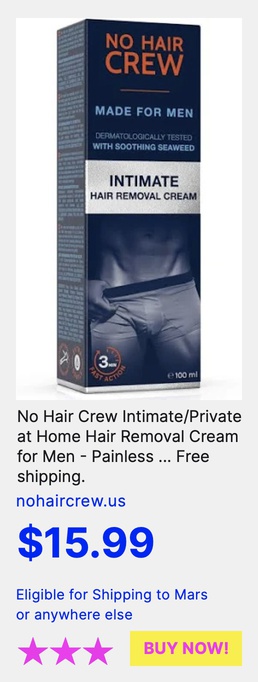 NO HAIR
CREW
MADE FOR MEN
DERMATOLOGICALLY TESTED
WITH SOOTHING SEAWEED
INTIMATE
HAIR REMOVAL CREAM
3 MIN
FAST ACTION
℮100 ml
No Hair Crew Intimate/Private
at Home Hair Removal Cream
for Men - Painless ... Free
shipping.
nohaircrew.us
$15.99
Eligible for Shipping to Mars
or anywhere else
BUY NOW!